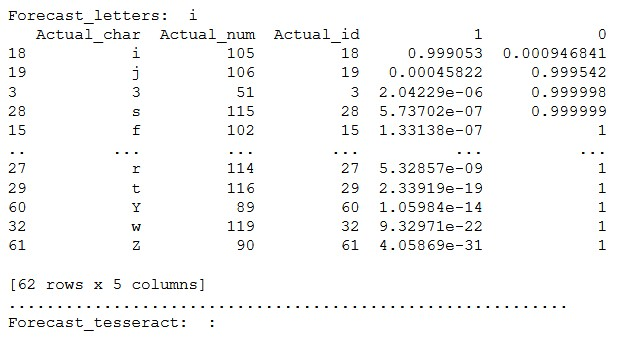 Forecast_letters:  i
   Actual_char  Actual_num  Actual_id            1            0
18           i         105         18     0.999053  0.000946841
19           j         106         19   0.00045822     0.999542
3            3          51          3  2.04229e-06     0.999998
28           s         115         28  5.73702e-07     0.999999
15           f         102         15  1.33138e-07            1
..         ...         ...        ...          ...          ...
27           r         114         27  5.32857e-09            1
29           t         116         29  2.33919e-19            1
60           Y          89         60  1.05984e-14            1
32           w         119         32  9.32971e-22            1
61           Z          90         61  4.05869e-31            1
[62 rows x 5 columns]
..............................................................
Forecast_tesseract:  :